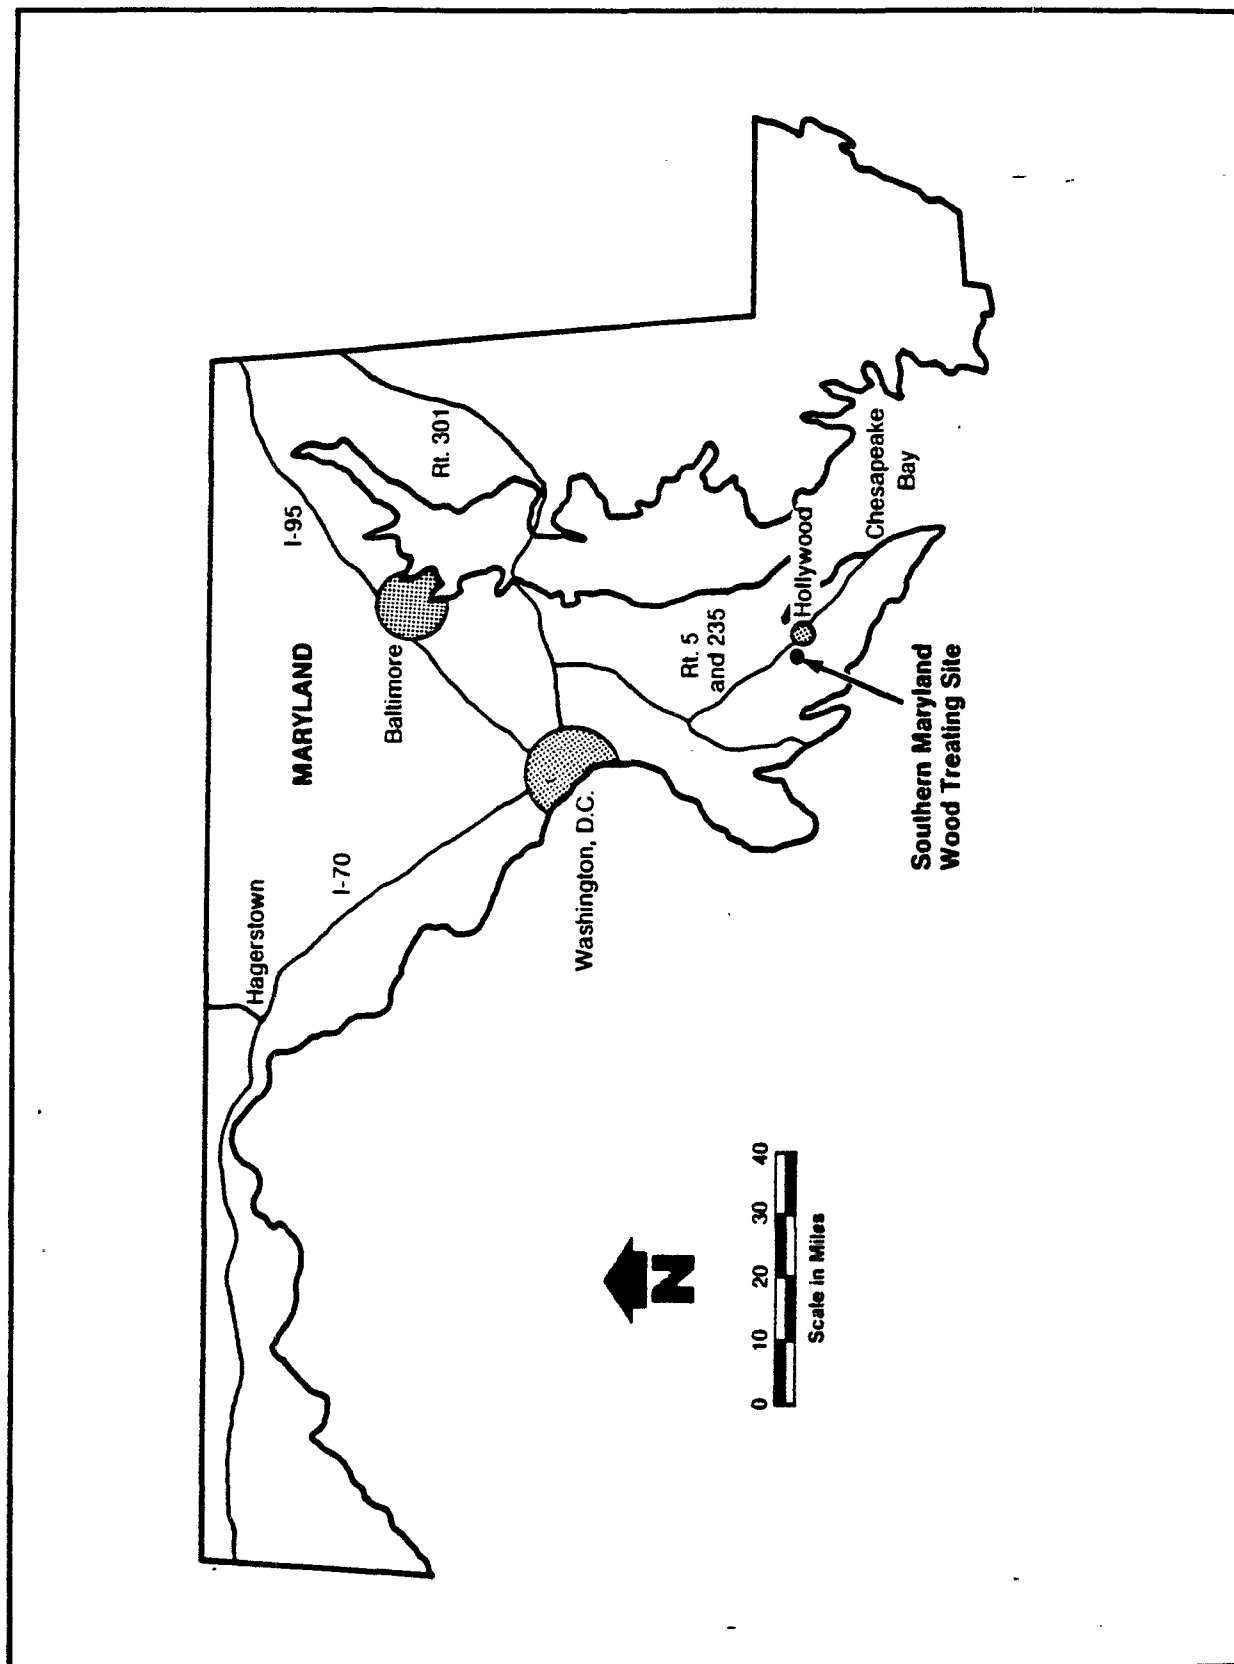 Hagerstown
I-70
MARYLAND
I-95
Baltimore
Rt. 301
Washington, D.C.
Rt. 5
and 235
Hollywood
Chesapeake
Bay
Southern Maryland
Wood Treating Site
N
0 10 20 30 40
Scale in Miles